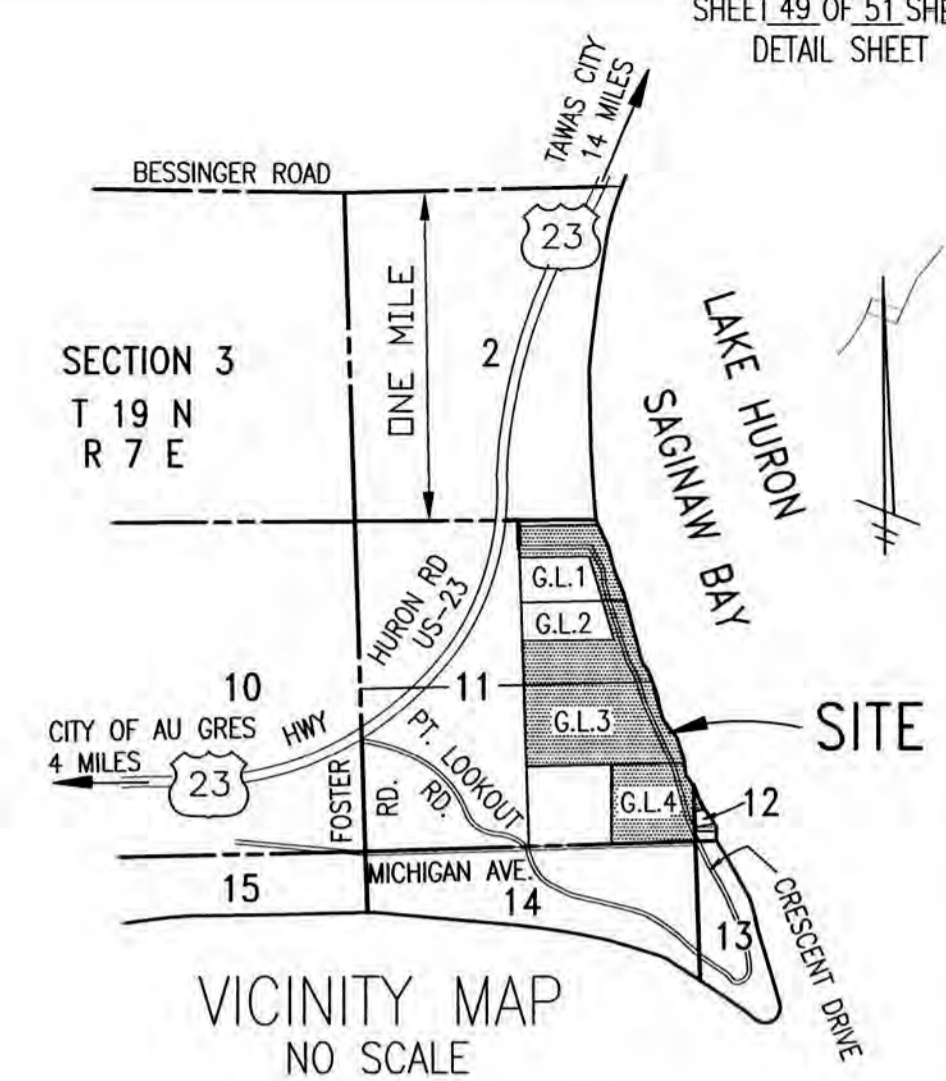 SHEET 49 OF 51 SHE
DETAIL SHEET
TAWAS CITY
14 MILES
BESSINGER ROAD
23
ONE MILE
2
SECTION 3
T 19 N
R 7 E
LAKE HURON
SAGINAW BAY
HURON RD
US-23
G.L.1
G.L.2
10
11
G.L.3
SITE
CITY OF AU GRES
4 MILES
HWY
23
PT. LOOKOUT
RD.
FOSTER
RD.
G.L.4
12
MICHIGAN AVE.
15
14
13
CRESCENT DRIVE
VICINITY MAP
NO SCALE